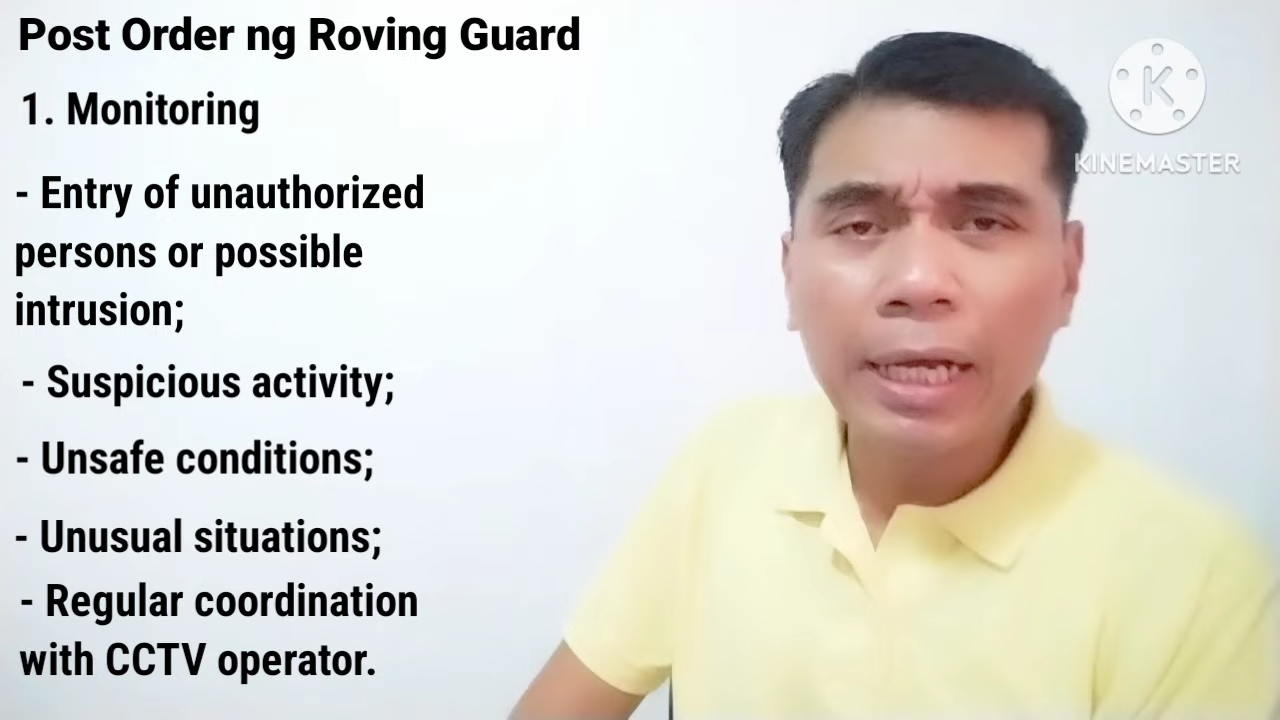 Post Order ng Roving Guard
1. Monitoring
- Entry of unauthorized
persons or possible
intrusion;
- Suspicious activity;
- Unsafe conditions;
- Unusual situations;
- Regular coordination
with CCTV operator.
K
KINEMASTER